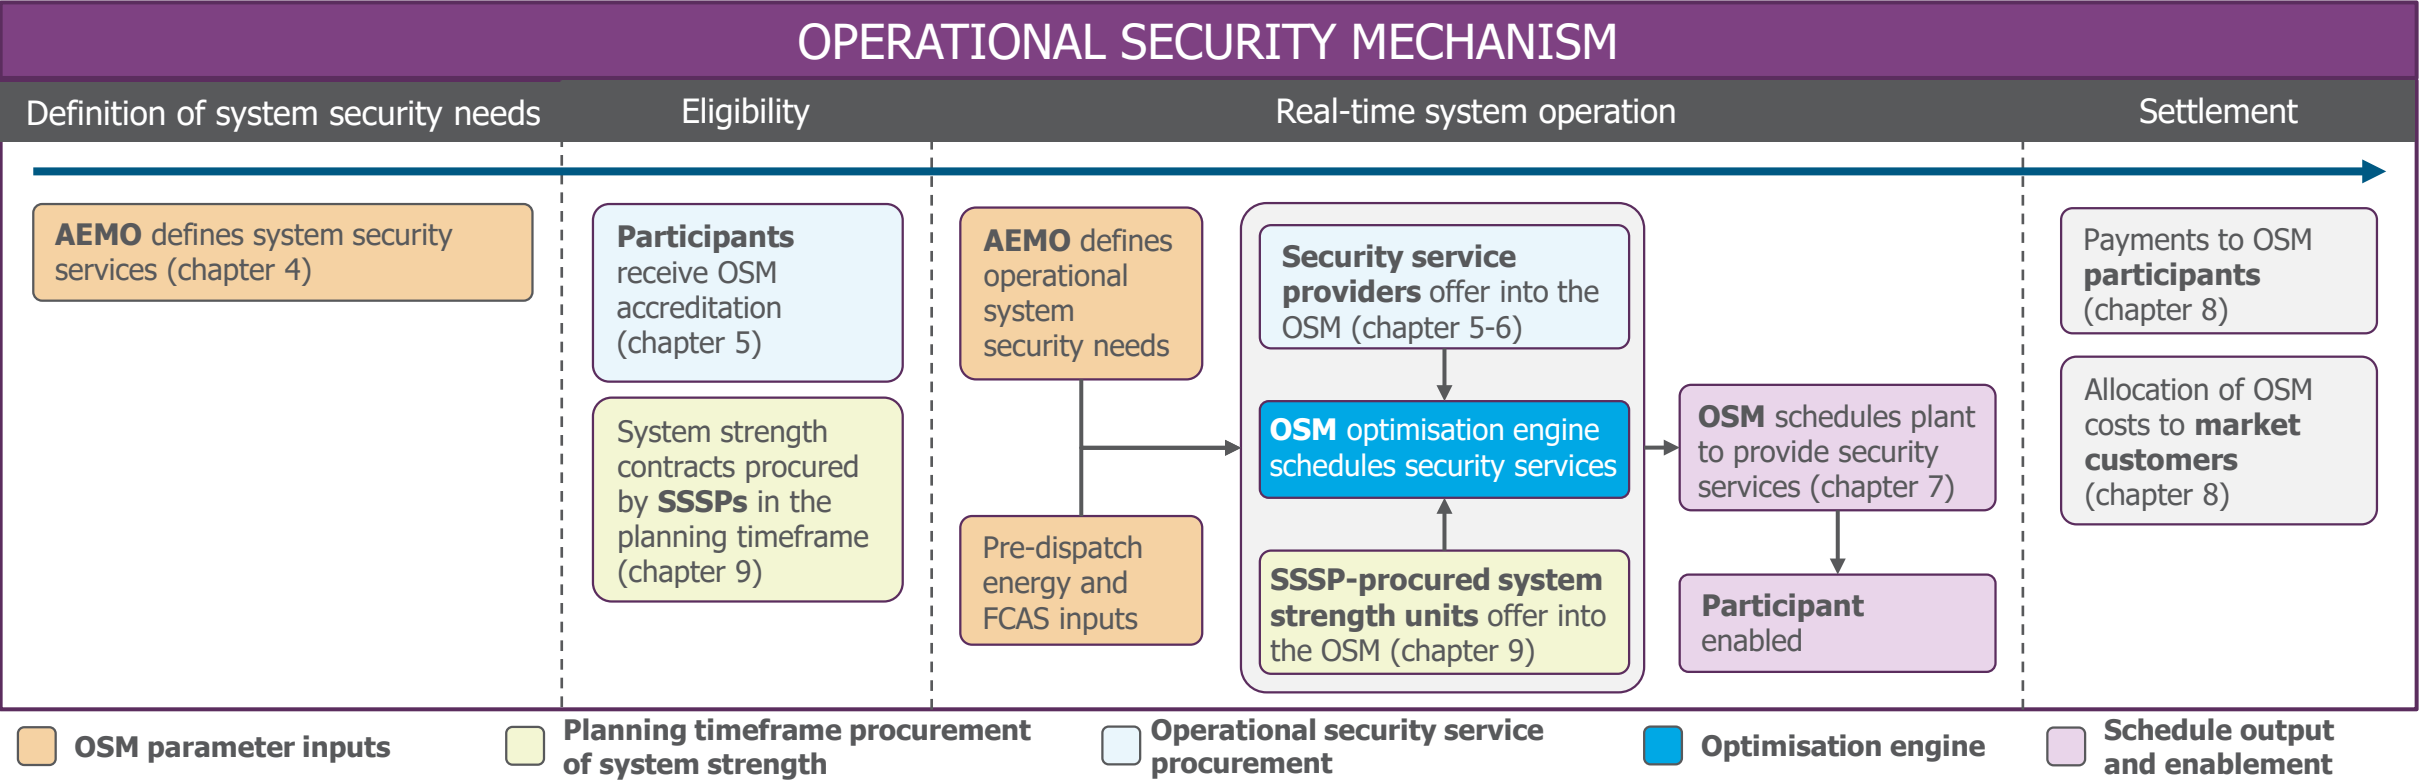 OPERATIONAL SECURITY MECHANISM
Definition of system security needs
Eligibility
Real-time system operation
Settlement
AEMO defines system security
services (chapter 4)
Participants
receive OSM
accreditation
(chapter 5)
System strength
contracts procured
by SSSPs in the
planning timeframe
(chapter 9)
AEMO defines
operational
system
security needs
Pre-dispatch
energy and
FCAS inputs
Security service
providers offer into the
OSM (chapter 5-6)
OSM optimisation engine
schedules security services
SSSP-procured system
strength units offer into
the OSM (chapter 9)
OSM schedules plant
to provide security
services (chapter 7)
Participant
enabled
Payments to OSM
participants
(chapter 8)
Allocation of OSM
costs to market
customers
(chapter 8)
OSM parameter inputs
Planning timeframe procurement
of system strength
Operational security service
procurement
Optimisation engine
Schedule output
and enablement